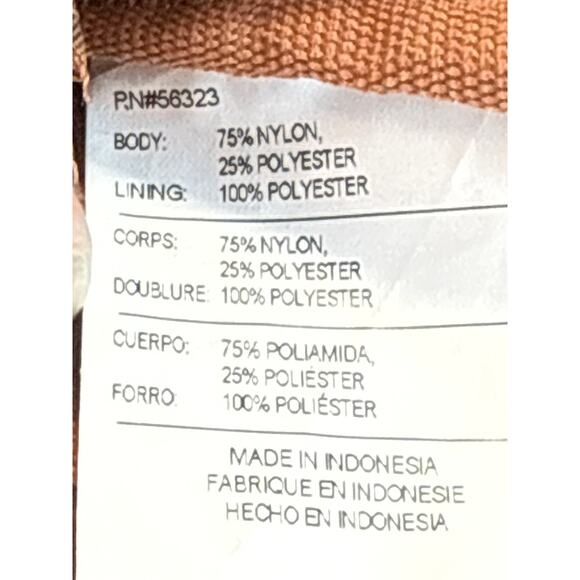 P.N#56323
BODY: 75% NYLON,
25% POLYESTER
LINING: 100% POLYESTER
CORPS: 75% NYLON,
25% POLYESTER
DOUBLURE: 100% POLYESTER
CUERPO: 75% POLIAMIDA,
25% POLIÉSTER
FORRO: 100% POLIÉSTER
MADE IN INDONESIA
FABRIQUE EN INDONESIE
HECHO EN INDONESIA